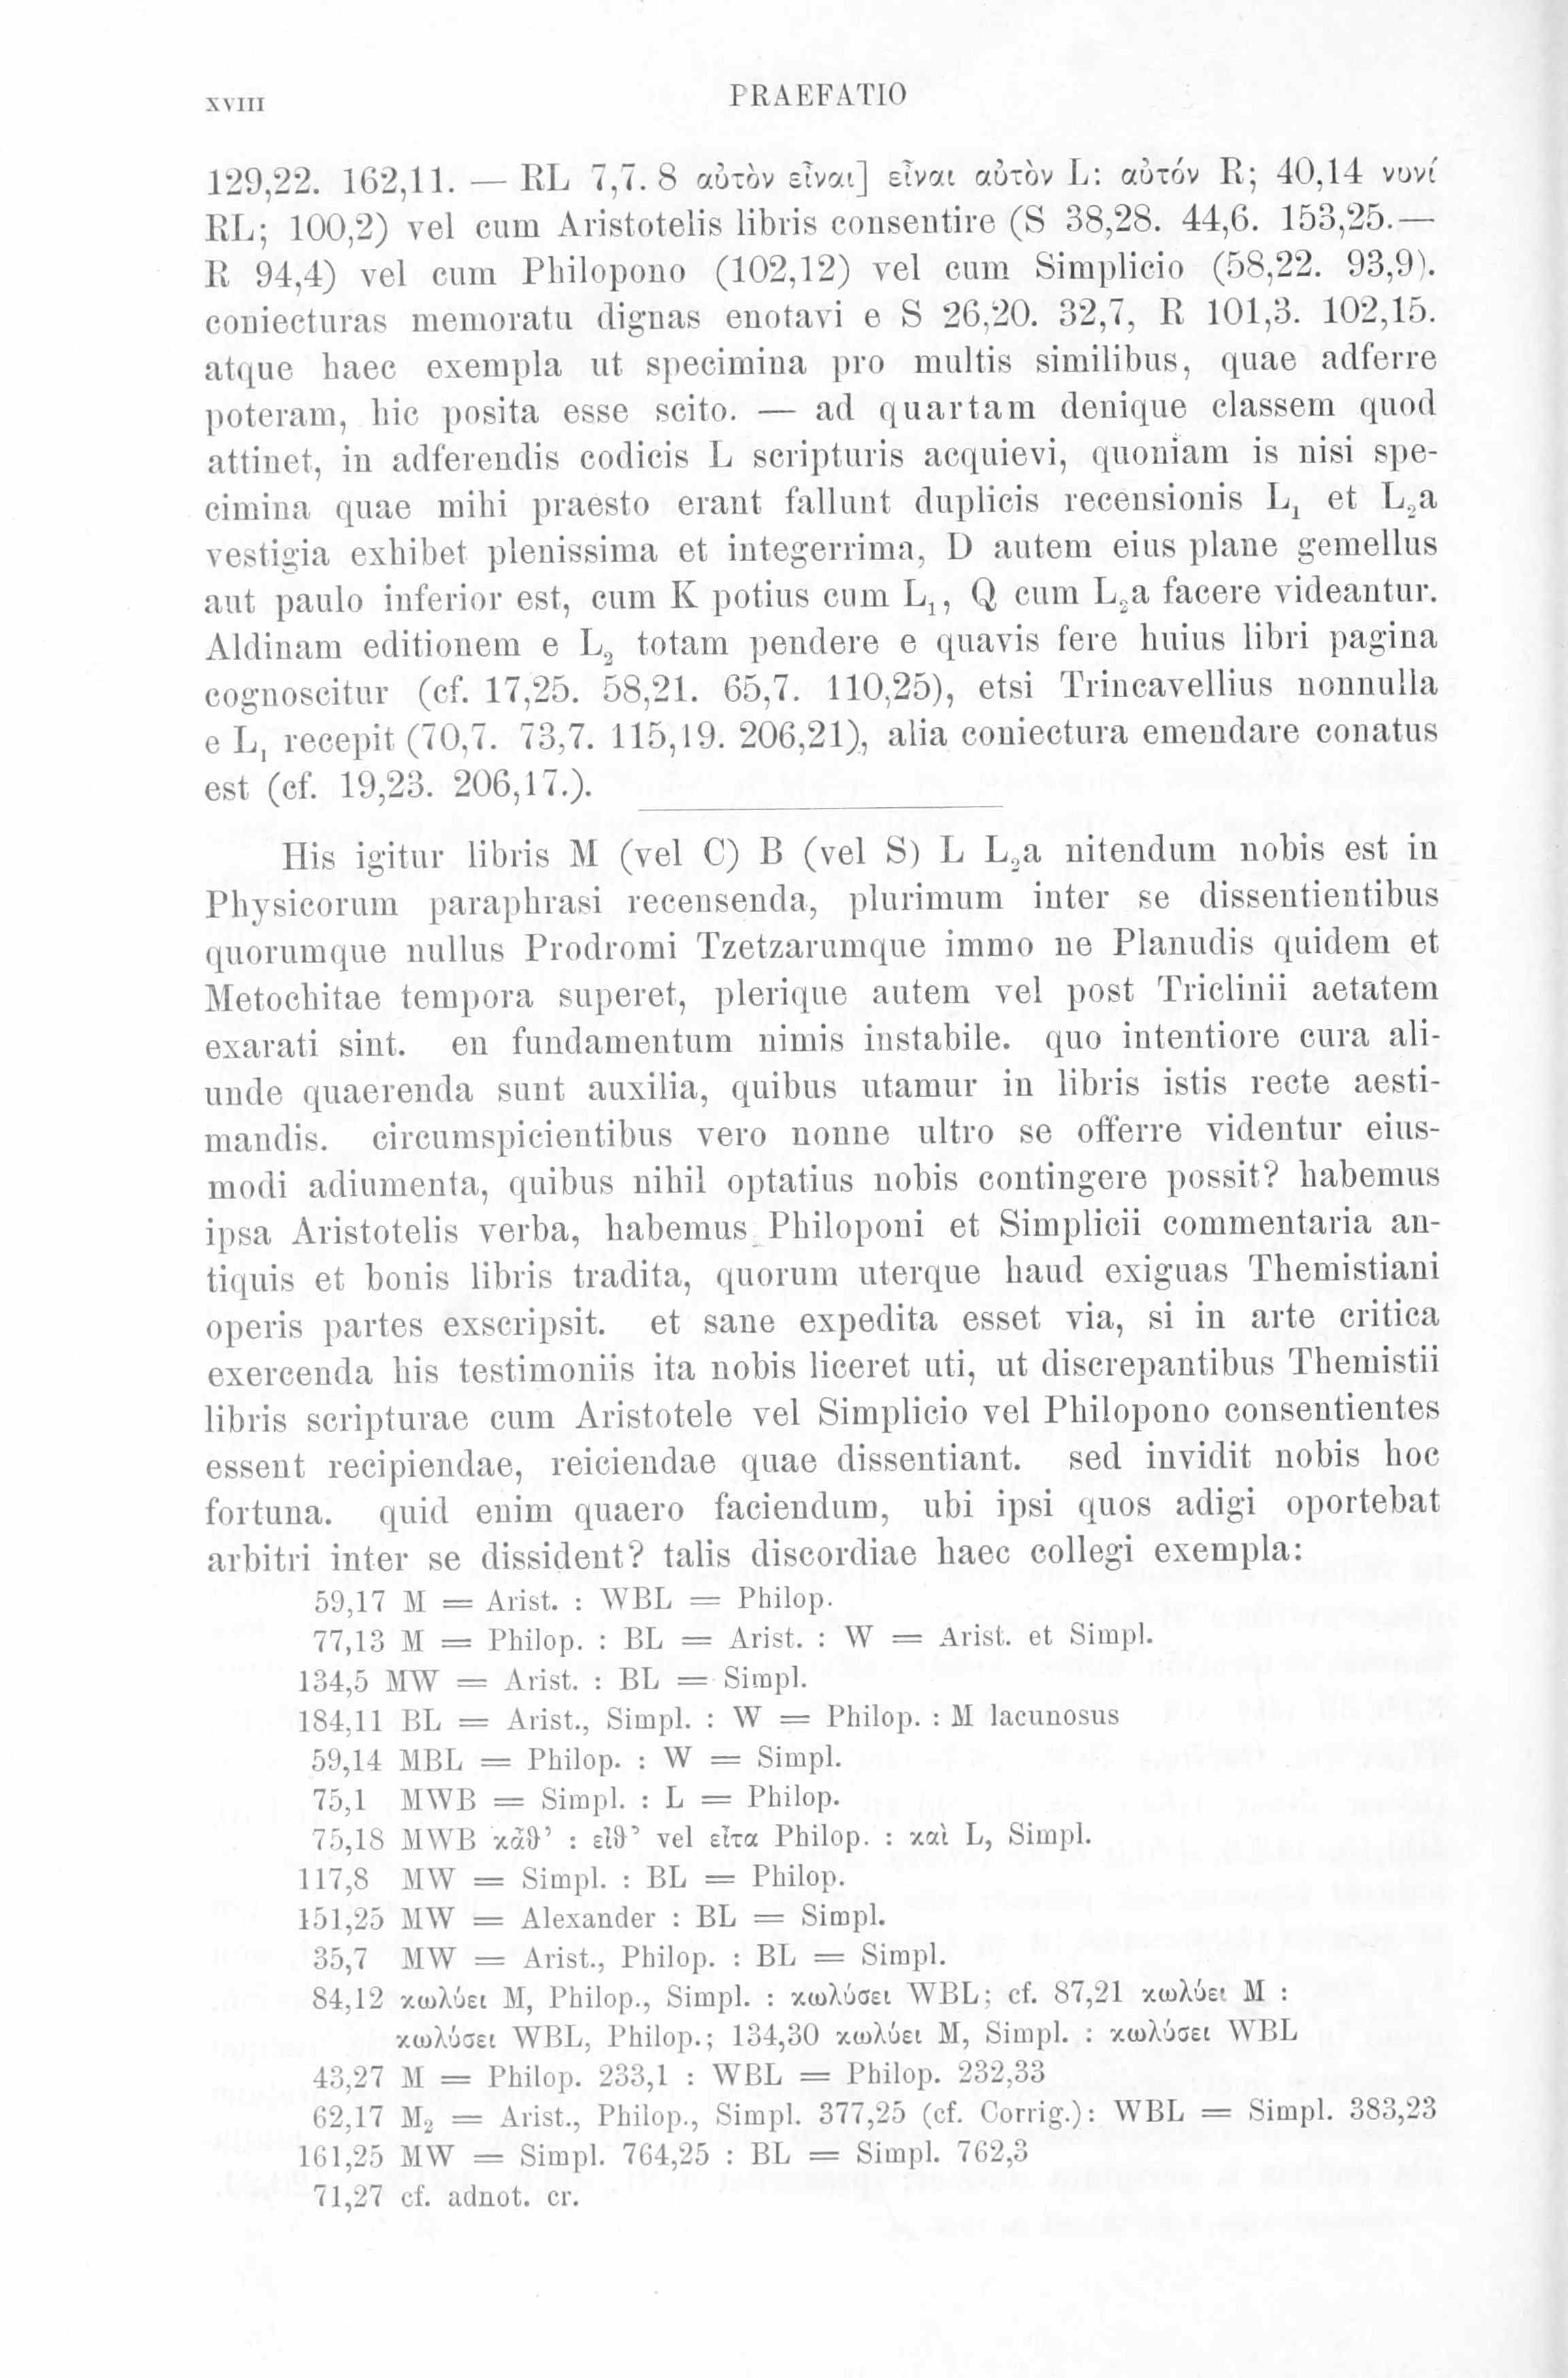 XVIII PRAEFATIO
129,22. 162,11. — RL 7,7. 8 αὐτὸν εἶναι] εἶναι αὐτὸν L: αὐτόν R; 40,14 νυνί
RL; 100,2) vel cum Aristotelis libris consentire (S 38,28. 44,6. 153,25.—
R 94,4) vel cum Philopono (102,12) vel cum Simplicio (58,22. 93,9).
coniecturas memoratu dignas enotavi e S 26,20. 32,7, R 101,3. 102,15.
atque haec exempla ut specimina pro multis similibus, quae adferre
poteram, hic posita esse scito. — ad quartam denique classem quod
attinet, in adferendis codicis L scripturis acquievi, quoniam is nisi spe-
cimina quae mihi praesto erant fallunt duplicis recensionis L₁ et L₂a
vestigia exhibet plenissima et integerrima, D autem eius plane gemellus
aut paulo inferior est, cum K potius cum L₁, Q cum L₂a facere videantur.
Aldinam editionem e L₂ totam pendere e quavis fere huius libri pagina
cognoscitur (cf. 17,25. 58,21. 65,7. 110,25), etsi Trincavellius nonnulla
e L₁ recepit (70,7. 73,7. 115,19. 206,21), alia coniectura emendare conatus
est (cf. 19,23. 206,17.).
His igitur libris M (vel C) B (vel S) L L₂a nitendum nobis est in
Physicorum paraphrasi recensenda, plurimum inter se dissentientibus
quorumque nullus Prodromi Tzetzarumque immo ne Planudis quidem et
Metochitae tempora superet, plerique autem vel post Triclinii aetatem
exarati sint. en fundamentum nimis instabile. quo intentiore cura ali-
unde quaerenda sunt auxilia, quibus utamur in libris istis recte aesti-
mandis. circumspicientibus vero nonne ultro se offerre videntur eius-
modi adiumenta, quibus nihil optatius nobis contingere possit? habemus
ipsa Aristotelis verba, habemus Philoponi et Simplicii commentaria an-
tiquis et bonis libris tradita, quorum uterque haud exiguas Themistiani
operis partes exscripsit. et sane expedita esset via, si in arte critica
exercenda his testimoniis ita nobis liceret uti, ut discrepantibus Themistii
libris scripturae cum Aristotele vel Simplicio vel Philopono consentientes
essent recipiendae, reiciendae quae dissentiant. sed invidit nobis hoc
fortuna. quid enim quaero faciendum, ubi ipsi quos adigi oportebat
arbitri inter se dissident? talis discordiae haec collegi exempla:
59,17 M = Arist. : WBL = Philop.
77,13 M = Philop. : BL = Arist. : W = Arist. et Simpl.
134,5 MW = Arist. : BL = Simpl.
184,11 BL = Arist., Simpl. : W = Philop. : M lacunosus
59,14 MBL = Philop. : W = Simpl.
75,1 MWB = Simpl. : L = Philop.
75,18 MWB κᾆθ’ : εἶθ’ vel εἶτα Philop. : καὶ L, Simpl.
117,8 MW = Simpl. : BL = Philop.
151,25 MW = Alexander : BL = Simpl.
35,7 MW = Arist., Philop. : BL = Simpl.
84,12 κωλύει M, Philop., Simpl. : κωλύσει WBL; cf. 87,21 κωλύει M :
κωλύσει WBL, Philop.; 134,30 κωλύει M, Simpl. : κωλύσει WBL
43,27 M = Philop. 233,1 : WBL = Philop. 232,33
62,17 M₂ = Arist., Philop., Simpl. 377,25 (cf. Corrig.): WBL = Simpl. 383,23
161,25 MW = Simpl. 764,25 : BL = Simpl. 762,3
71,27 cf. adnot. cr.